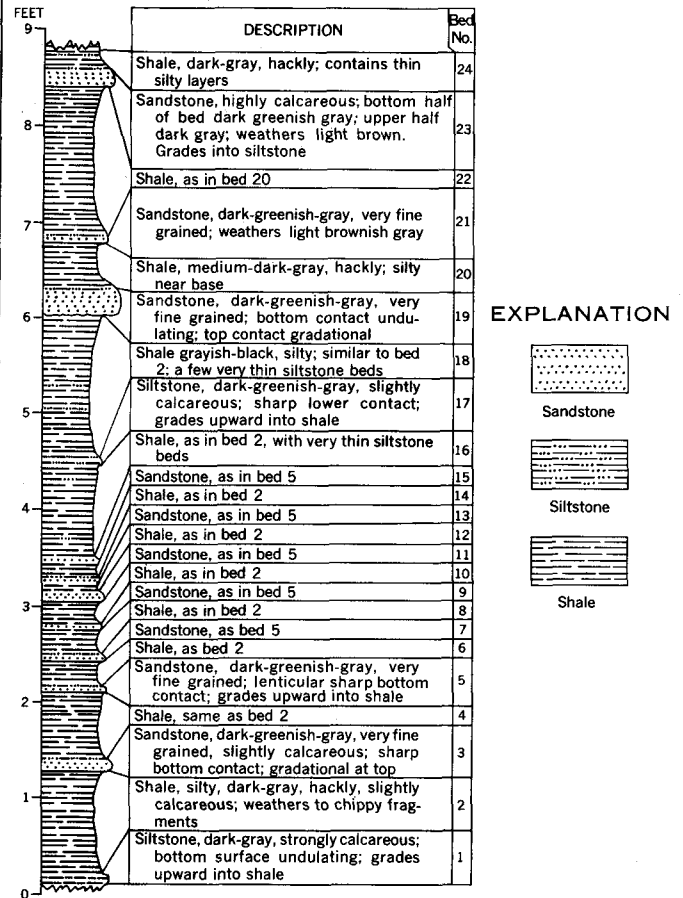 FEET
9
8
7
6
5
4
3
2
1
0
DESCRIPTION
Bed
No.
Shale, dark-gray, hackly; contains thin
silty layers
24
Sandstone, highly calcareous; bottom half
of bed dark greenish gray; upper half
dark gray; weathers light brown.
Grades into siltstone
23
Shale, as in bed 20
22
Sandstone, dark-greenish-gray, very fine
grained; weathers light brownish gray
21
Shale, medium-dark-gray, hackly; silty
near base
20
Sandstone, dark-greenish-gray, very
fine grained; bottom contact undu-
lating; top contact gradational
19
Shale grayish-black, silty; similar to bed
2; a few very thin siltstone beds
18
Siltstone, dark-greenish-gray, slightly
calcareous; sharp lower contact;
grades upward into shale
17
Shale, as in bed 2, with very thin siltstone
beds
16
Sandstone, as in bed 5
15
Shale, as in bed 2
14
Sandstone, as in bed 5
13
Shale, as in bed 2
12
Sandstone, as in bed 5
11
Shale, as in bed 2
10
Sandstone, as in bed 5
9
Shale, as in bed 2
8
Sandstone, as bed 5
7
Shale, as bed 2
6
Sandstone, dark-greenish-gray, very
fine grained; lenticular sharp bottom
contact; grades upward into shale
5
Shale, same as bed 2
4
Sandstone, dark-greenish-gray, very fine
grained, slightly calcareous; sharp
bottom contact; gradational at top
3
Shale, silty, dark-gray, hackly, slightly
calcareous; weathers to chippy frag-
ments
2
Siltstone, dark-gray, strongly calcareous;
bottom surface undulating; grades
upward into shale
1
EXPLANATION
Sandstone
Siltstone
Shale